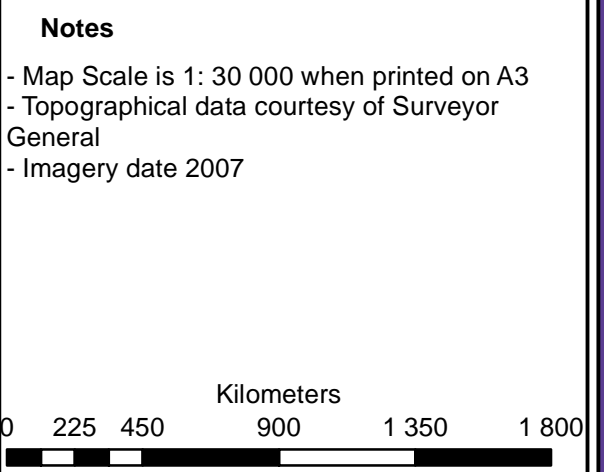 Notes
- Map Scale is 1: 30 000 when printed on A3
- Topographical data courtesy of Surveyor
General
- Imagery date 2007
Kilometers
0 225 450 900 1 350 1 800